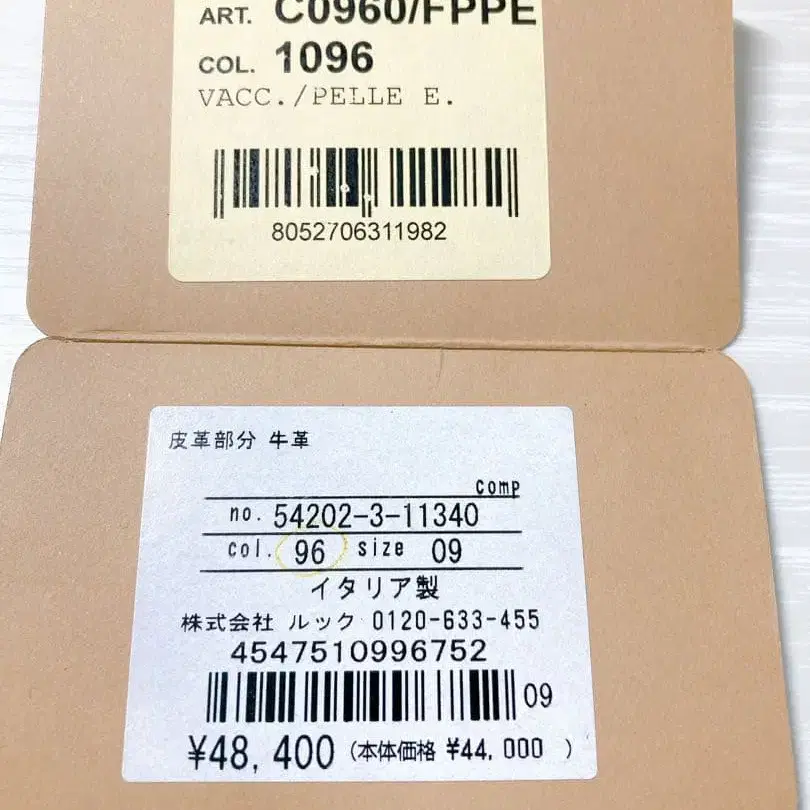 ART. C0960/FPPE
COL. 1096
VACC./PELLE E.
8052706311982
皮革部分 牛革
comp
no. 54202-3-11340
col. 96 size 09
イタリア製
株式会社 ルック 0120-633-455
4547510996752
09
¥48,400 (本体価格 ¥44,000 )